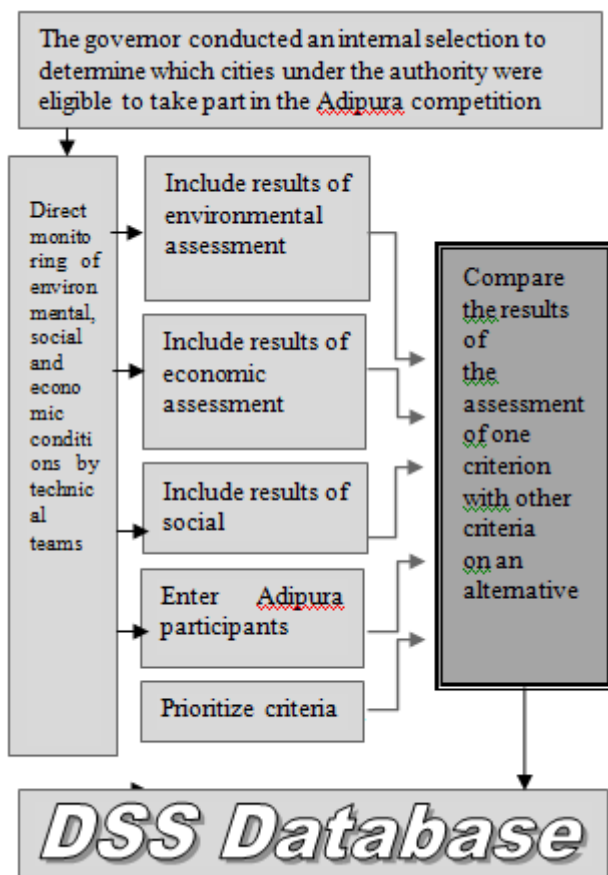 The governor conducted an internal selection to
determine which cities under the authority were
eligible to take part in the Adipura competition
Direct
monito
ring of
environ
mental,
social
and
econo
mic
conditi
ons by
technic
al
teams
Include results of
environmental
assessment
Include results of
economic
assessment
Include results of
social
Enter Adipura
participants
Prioritize criteria
Compare
the results
of
the
assessment
of one
criterion
with other
criteria
on an
alternative
DSS Database